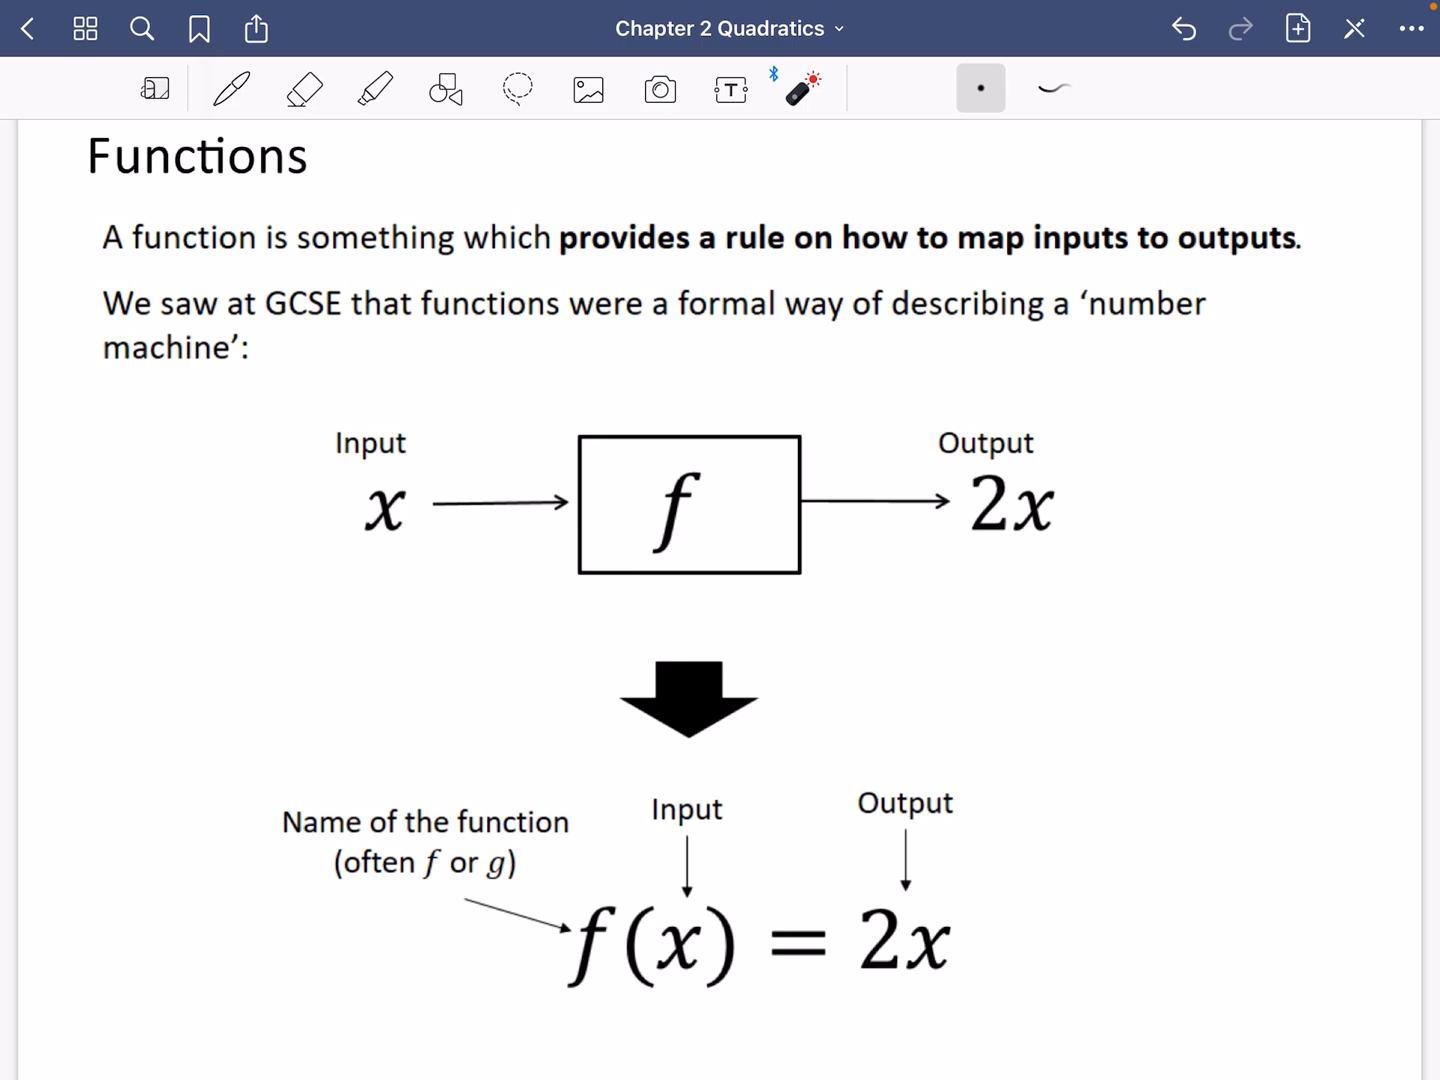 Chapter 2 Quadratics
T
Functions
A function is something which provides a rule on how to map inputs to outputs.
We saw at GCSE that functions were a formal way of describing a ‘number
machine’:
Input
Output
x
f
2x
Name of the function
(often f or g)
Input
Output
f(x) = 2x